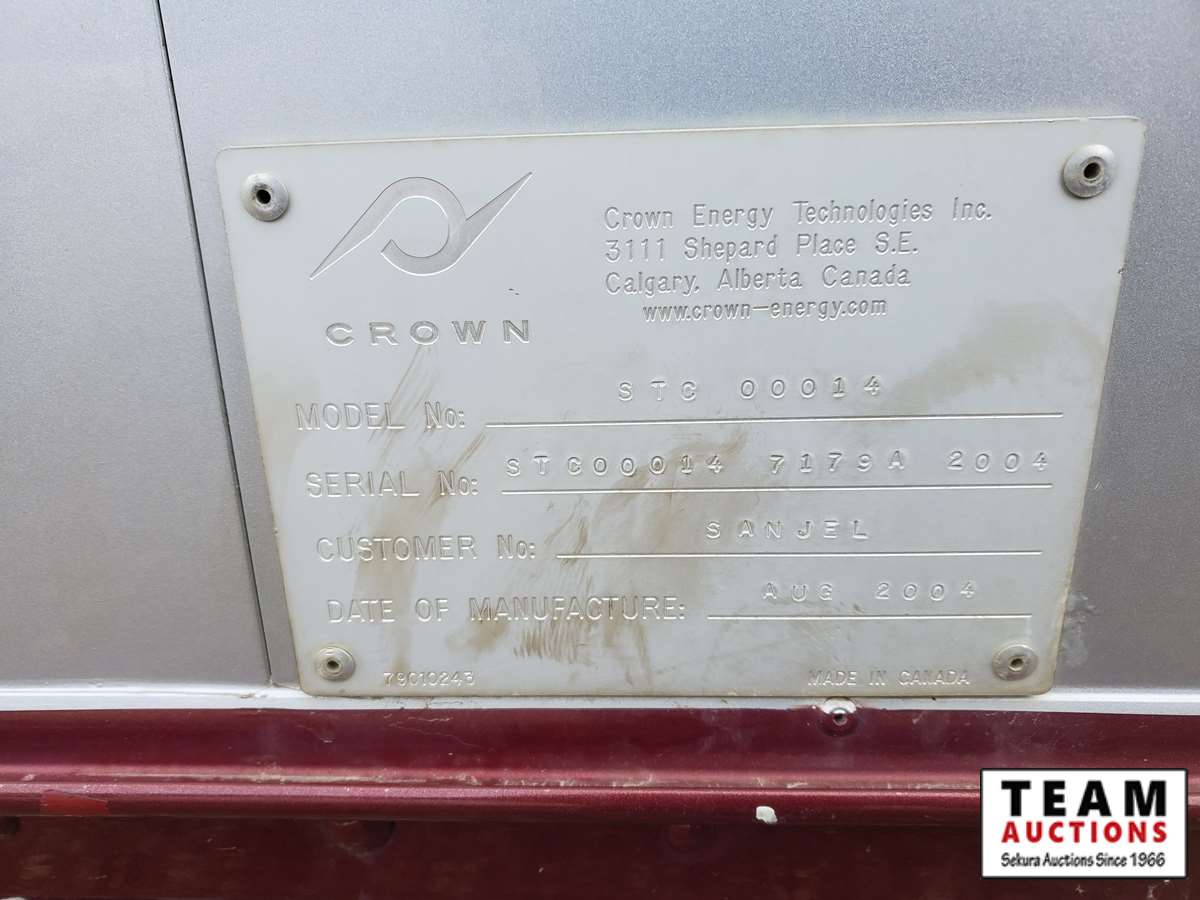 Crown Energy Technologies Inc.
3111 Shepard Place S.E.
Calgary, Alberta Canada
www.crown-energy.com
CROWN
MODEL No: STC 00014
SERIAL No: STC00014 7179A 2004
CUSTOMER No: SANJEL
DATE OF MANUFACTURE: AUG 2004
79010243 MADE IN CANADA
TEAM
AUCTIONS
Sekura Auctions Since 1966